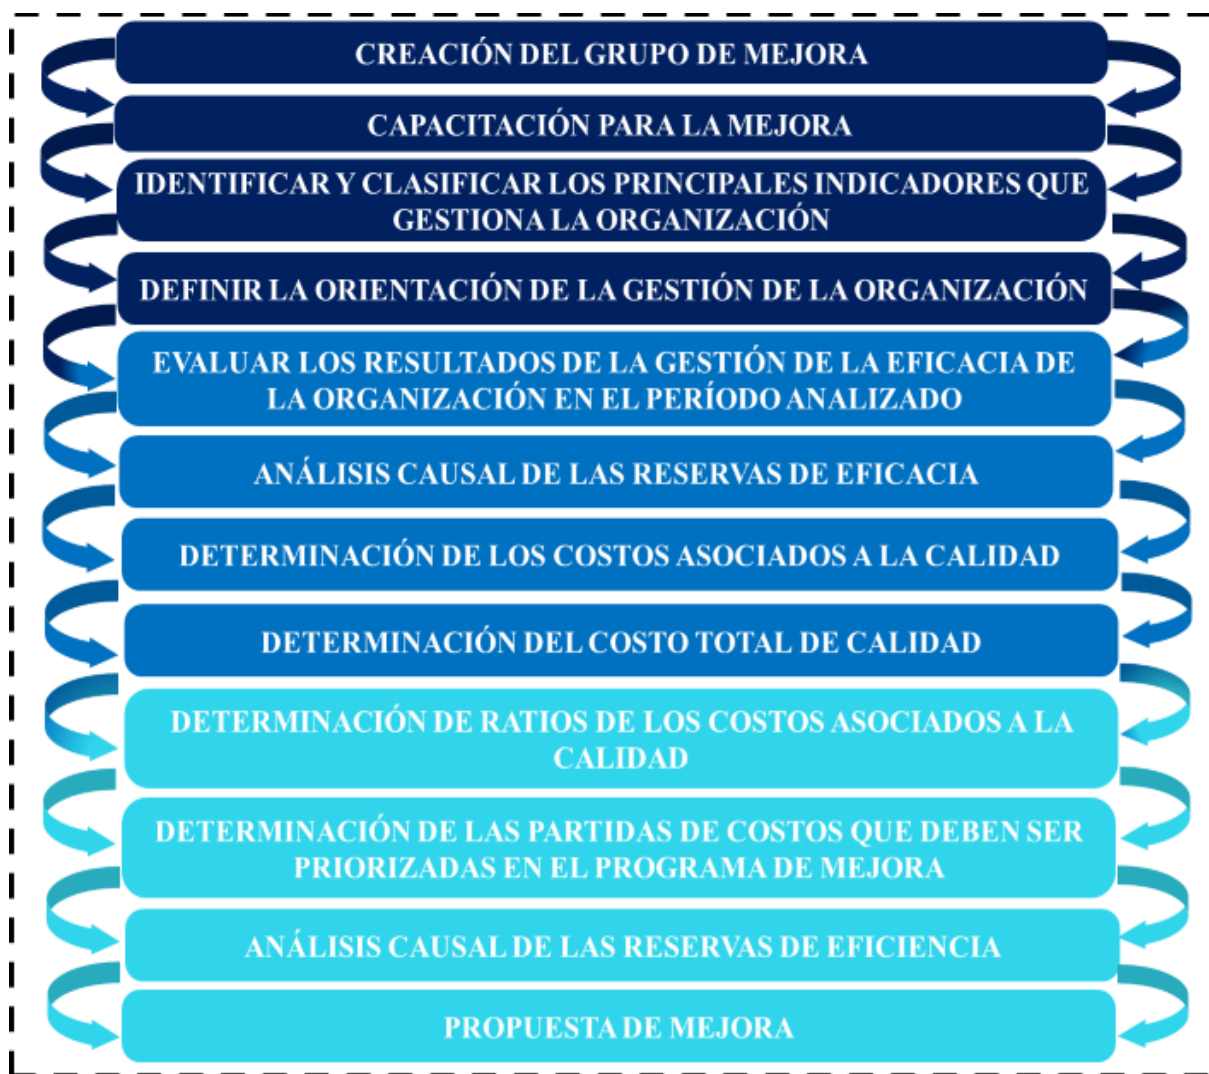 CREACIÓN DEL GRUPO DE MEJORA
CAPACITACIÓN PARA LA MEJORA
IDENTIFICAR Y CLASIFICAR LOS PRINCIPALES INDICADORES QUE
GESTIONA LA ORGANIZACIÓN
DEFINIR LA ORIENTACIÓN DE LA GESTIÓN DE LA ORGANIZACIÓN
EVALUAR LOS RESULTADOS DE LA GESTIÓN DE LA EFICACIA DE
LA ORGANIZACIÓN EN EL PERÍODO ANALIZADO
ANÁLISIS CAUSAL DE LAS RESERVAS DE EFICACIA
DETERMINACIÓN DE LOS COSTOS ASOCIADOS A LA CALIDAD
DETERMINACIÓN DEL COSTO TOTAL DE CALIDAD
DETERMINACIÓN DE RATIOS DE LOS COSTOS ASOCIADOS A LA
CALIDAD
DETERMINACIÓN DE LAS PARTIDAS DE COSTOS QUE DEBEN SER
PRIORIZADAS EN EL PROGRAMA DE MEJORA
ANÁLISIS CAUSAL DE LAS RESERVAS DE EFICIENCIA
PROPUESTA DE MEJORA